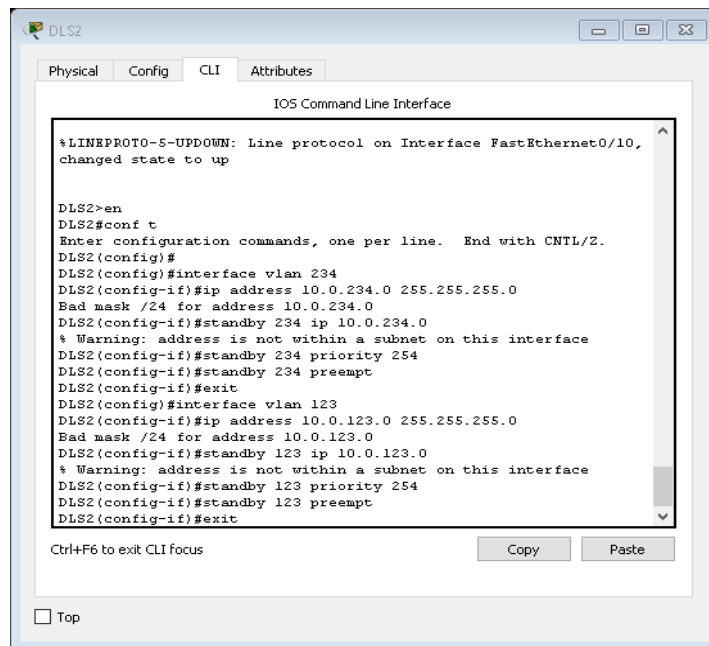 DLS2
Physical Config CLI Attributes
IOS Command Line Interface
%LINEPROTO-5-UPDOWN: Line protocol on Interface FastEthernet0/10,
changed state to up
DLS2>en
DLS2#conf t
Enter configuration commands, one per line.  End with CNTL/Z.
DLS2(config)#
DLS2(config)#interface vlan 234
DLS2(config-if)#ip address 10.0.234.0 255.255.255.0
Bad mask /24 for address 10.0.234.0
DLS2(config-if)#standby 234 ip 10.0.234.0
% Warning: address is not within a subnet on this interface
DLS2(config-if)#standby 234 priority 254
DLS2(config-if)#standby 234 preempt
DLS2(config-if)#exit
DLS2(config)#interface vlan 123
DLS2(config-if)#ip address 10.0.123.0 255.255.255.0
Bad mask /24 for address 10.0.123.0
DLS2(config-if)#standby 123 ip 10.0.123.0
% Warning: address is not within a subnet on this interface
DLS2(config-if)#standby 123 priority 254
DLS2(config-if)#standby 123 preempt
DLS2(config-if)#exit
Ctrl+F6 to exit CLI focus
Copy Paste
Top